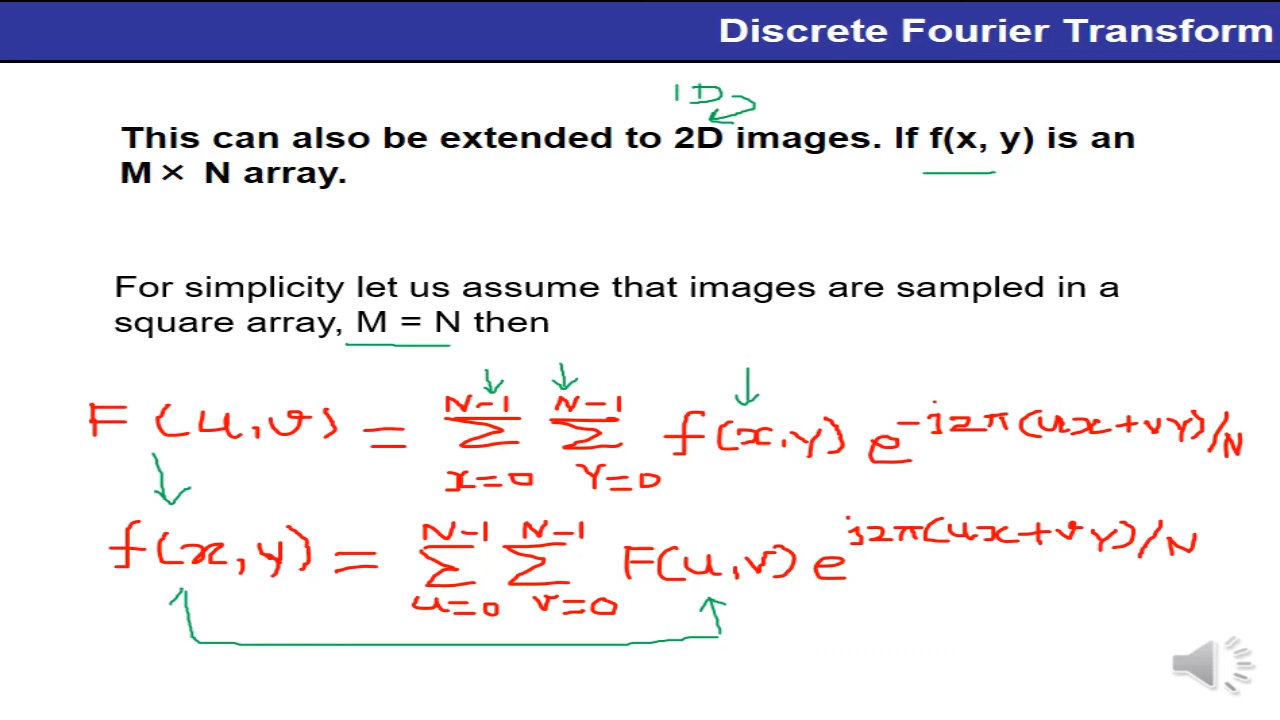 Discrete Fourier Transform
1D
This can also be extended to 2D images. If f(x, y) is an
M × N array.
For simplicity let us assume that images are sampled in a
square array, M = N then
F(u,v) = N-1 Σ x=0 N-1 Σ y=0 f(x,y) e^-j2π(ux+vy)/N
f(x,y) = N-1 Σ u=0 N-1 Σ v=0 F(u,v) e^j2π(ux+vy)/N